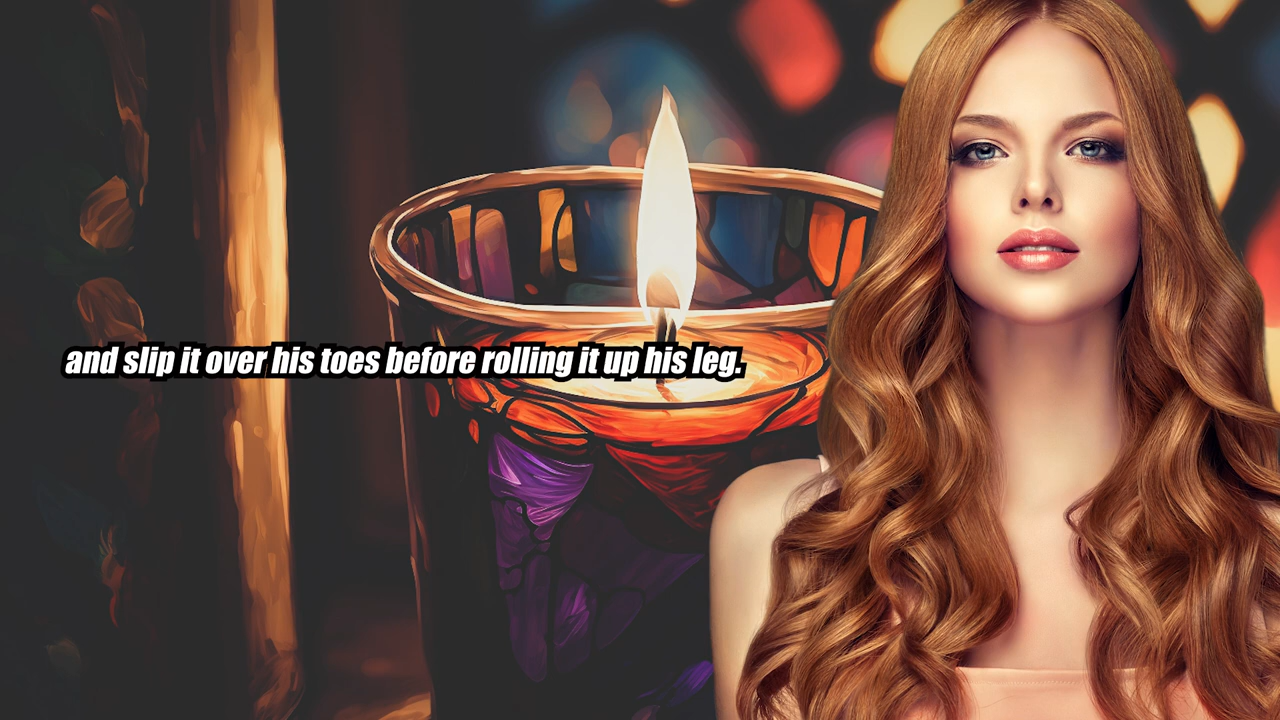 and slip it over his toes before rolling it up his leg.